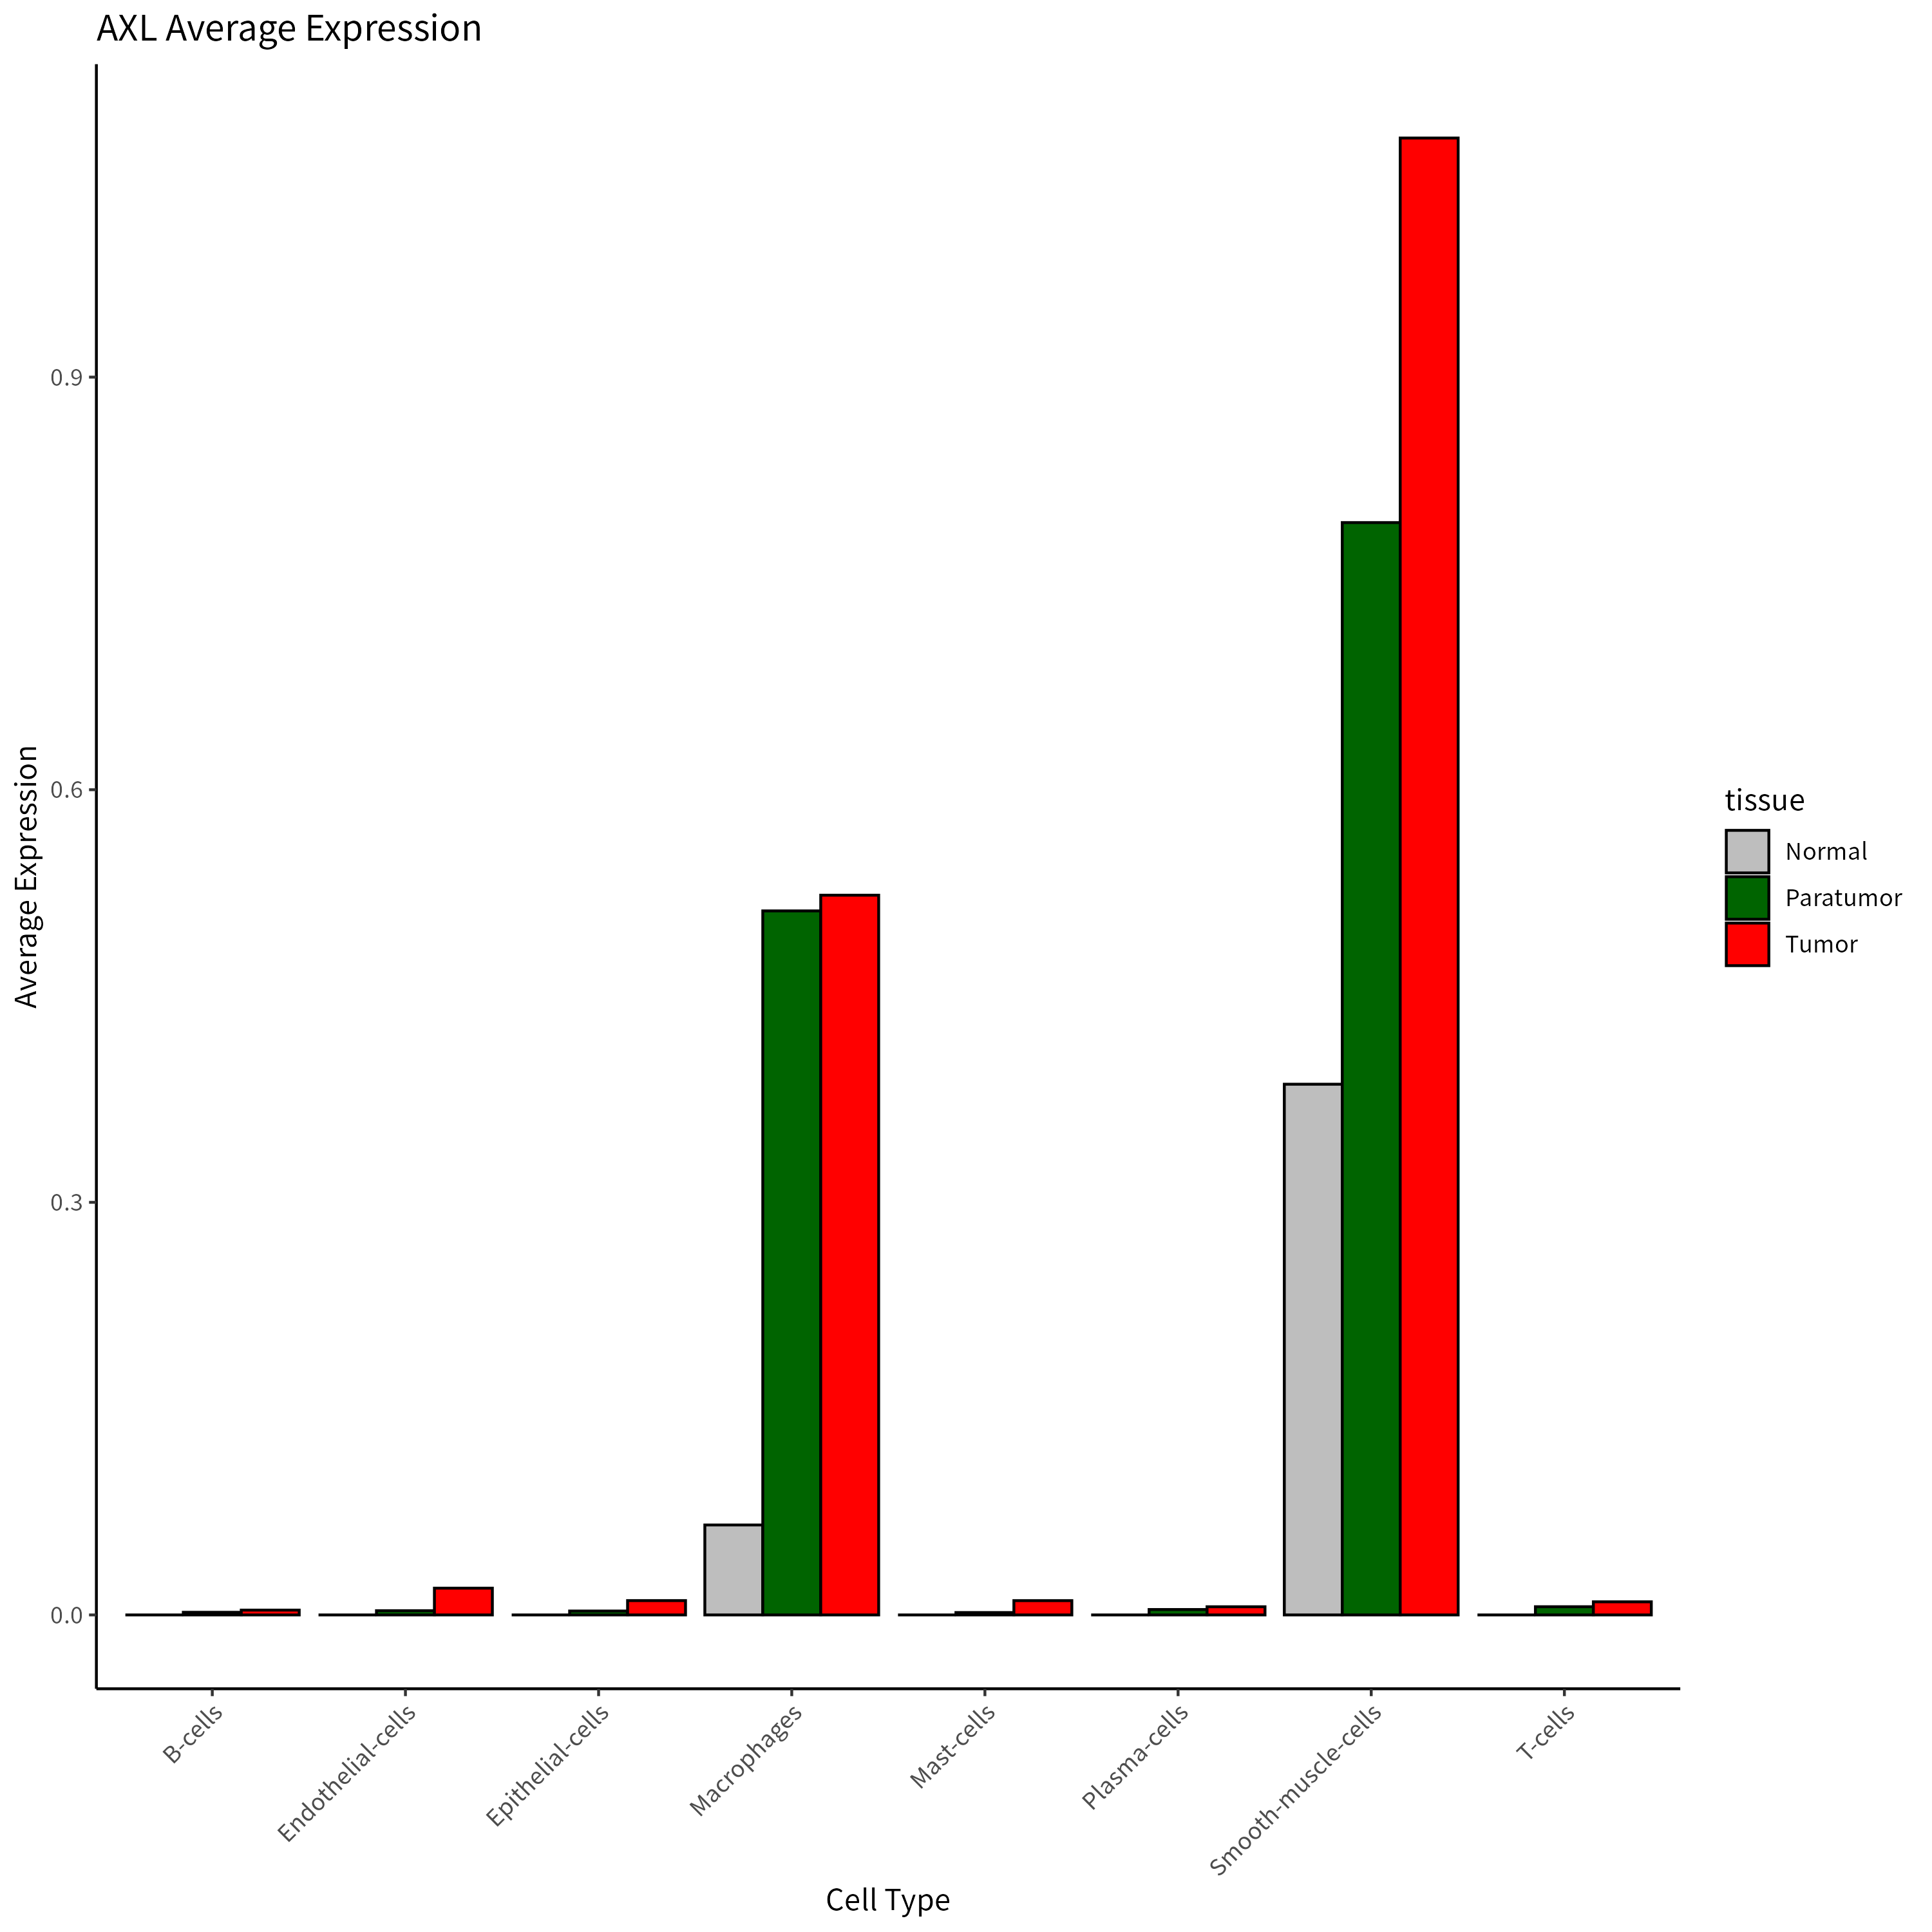 AXL Average Expression
Average Expression
0.9
0.6
0.3
0.0
B-cells
Endothelial-cells
Epithelial-cells
Macrophages
Mast-cells
Plasma-cells
Smooth-muscle-cells
T-cells
Cell Type
tissue
Normal
Paratumor
Tumor